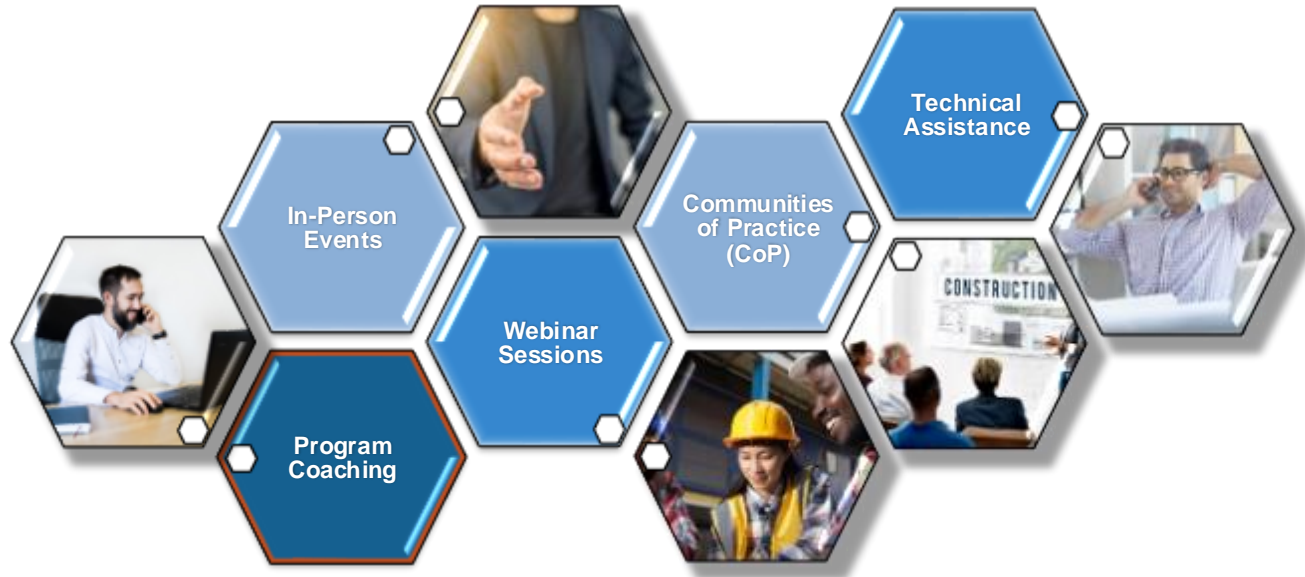 In-Person
Events
Program
Coaching
Webinar
Sessions
Communities
of Practice
(CoP)
Technical
Assistance
CONSTRUCTION